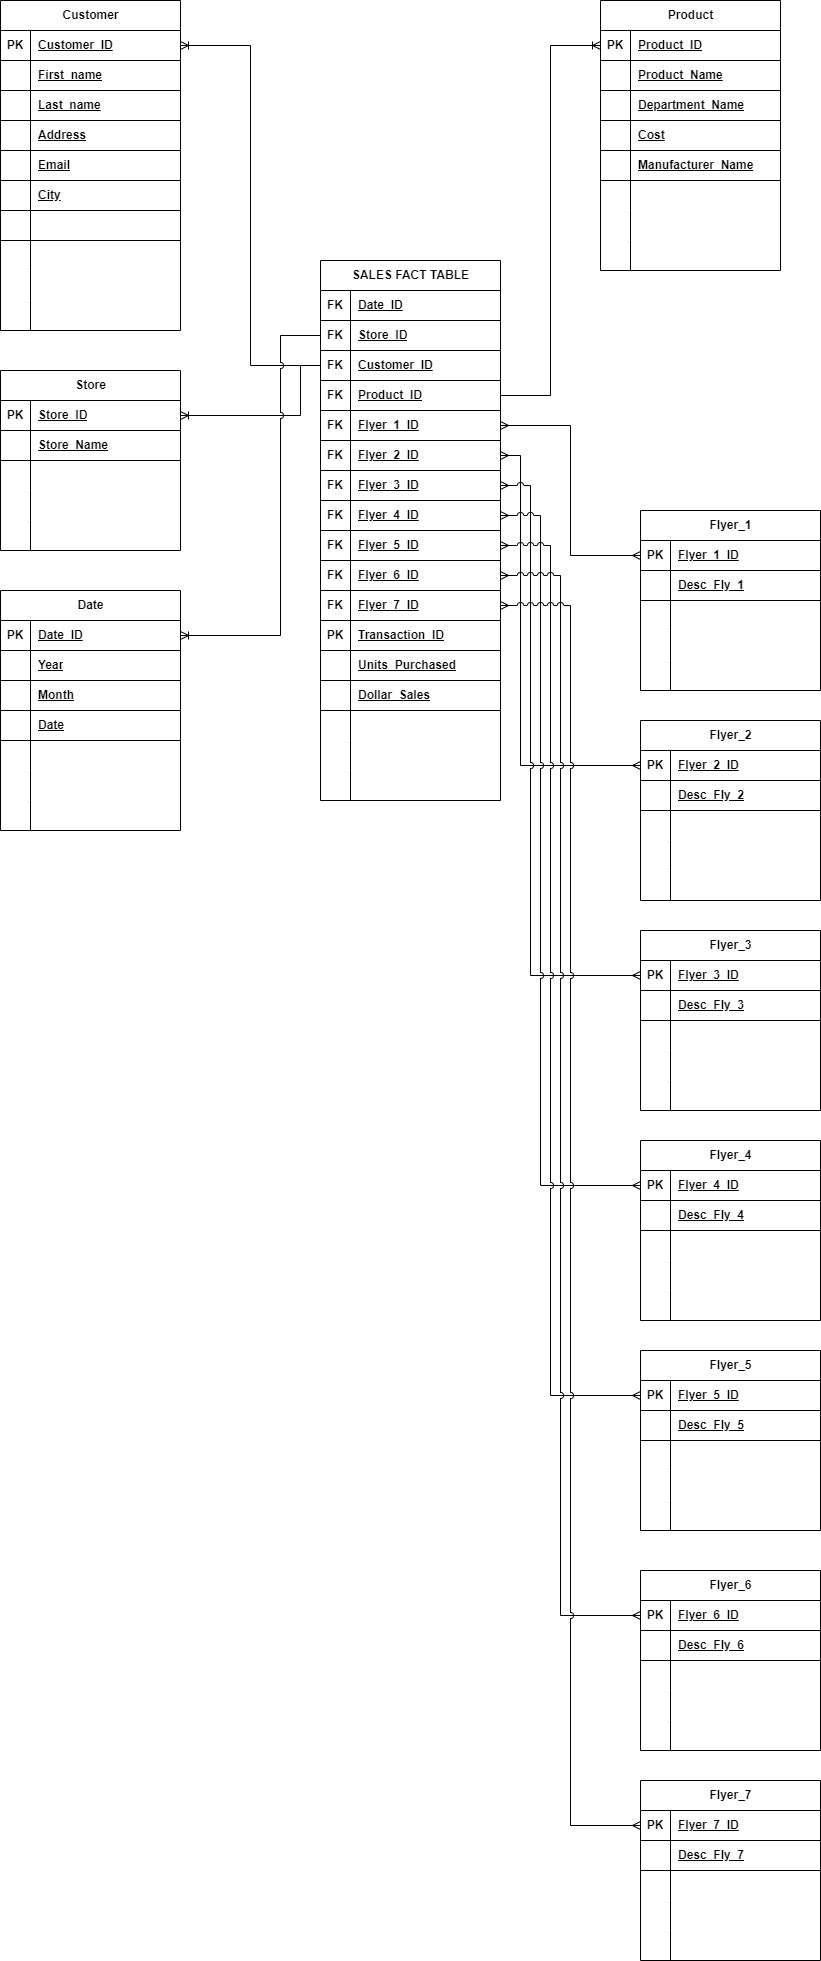 Customer
PK Customer_ID
First_name
Last_name
Address
Email
City
Product
PK Product_ID
Product_Name
Department_Name
Cost
Manufacturer_Name
SALES FACT TABLE
FK Date_ID
FK Store_ID
FK Customer_ID
FK Product_ID
FK Flyer_1_ID
FK Flyer_2_ID
FK Flyer_3_ID
FK Flyer_4_ID
FK Flyer_5_ID
FK Flyer_6_ID
FK Flyer_7_ID
PK Transaction_ID
Units_Purchased
Dollar_Sales
Store
PK Store_ID
Store_Name
Date
PK Date_ID
Year
Month
Date
Flyer_1
PK Flyer_1_ID
Desc_Fly_1
Flyer_2
PK Flyer_2_ID
Desc_Fly_2
Flyer_3
PK Flyer_3_ID
Desc_Fly_3
Flyer_4
PK Flyer_4_ID
Desc_Fly_4
Flyer_5
PK Flyer_5_ID
Desc_Fly_5
Flyer_6
PK Flyer_6_ID
Desc_Fly_6
Flyer_7
PK Flyer_7_ID
Desc_Fly_7